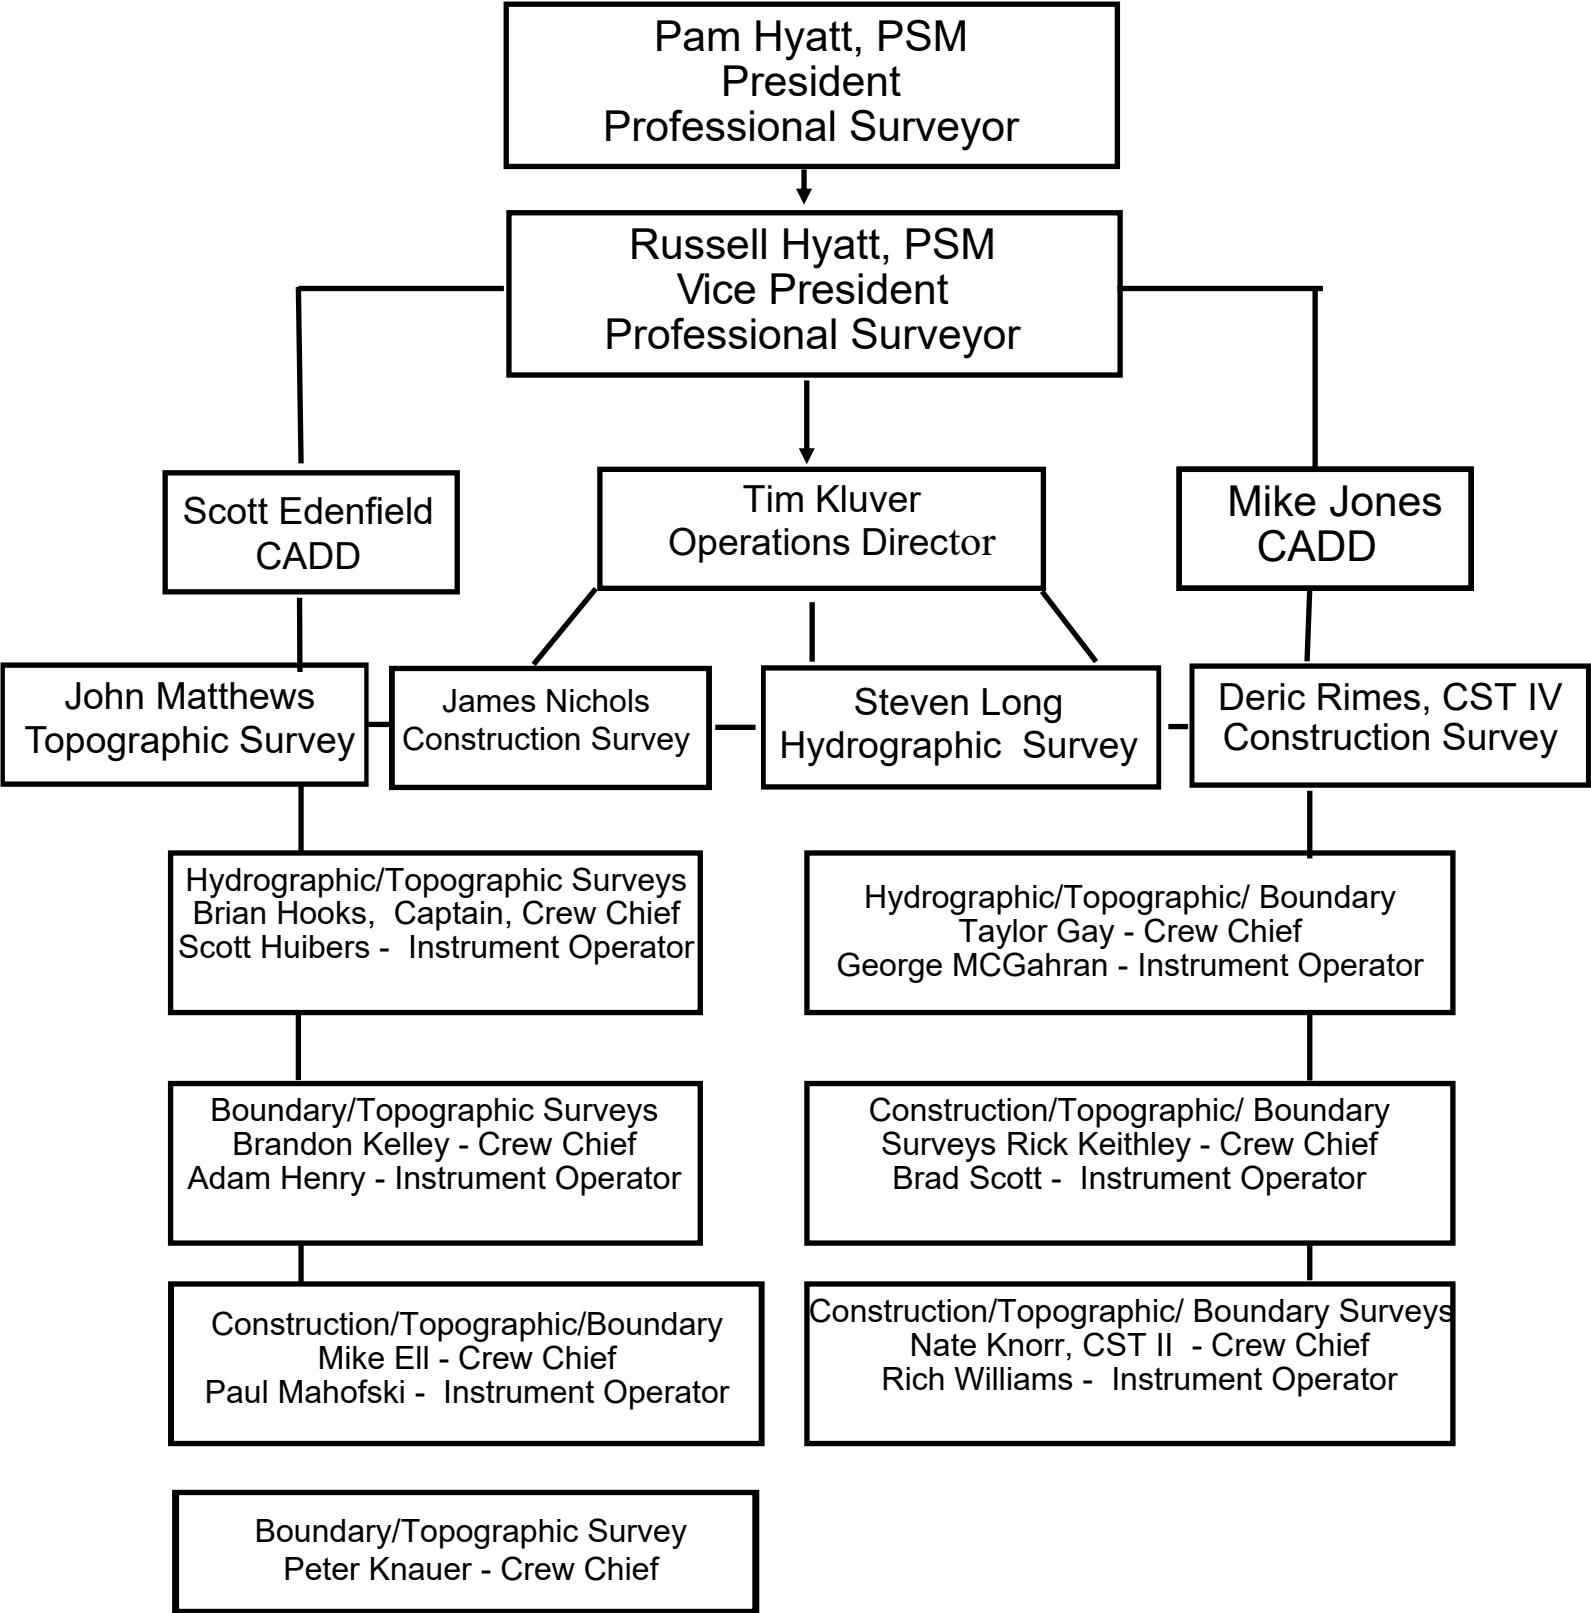 Pam Hyatt, PSM
President
Professional Surveyor
Russell Hyatt, PSM
Vice President
Professional Surveyor
Scott Edenfield
CADD
Tim Kluver
Operations Director
Mike Jones
CADD
John Matthews
Topographic Survey
James Nichols
Construction Survey
Steven Long
Hydrographic  Survey
Deric Rimes, CST IV
Construction Survey
Hydrographic/Topographic Surveys
Brian Hooks,  Captain, Crew Chief
Scott Huibers -  Instrument Operator
Hydrographic/Topographic/ Boundary
Taylor Gay - Crew Chief
George MCGahran - Instrument Operator
Boundary/Topographic Surveys
Brandon Kelley - Crew Chief
Adam Henry - Instrument Operator
Construction/Topographic/ Boundary
Surveys Rick Keithley - Crew Chief
Brad Scott -  Instrument Operator
Construction/Topographic/Boundary
Mike Ell - Crew Chief
Paul Mahofski -  Instrument Operator
Construction/Topographic/ Boundary Surveys
Nate Knorr, CST II  - Crew Chief
Rich Williams -  Instrument Operator
Boundary/Topographic Survey
Peter Knauer - Crew Chief